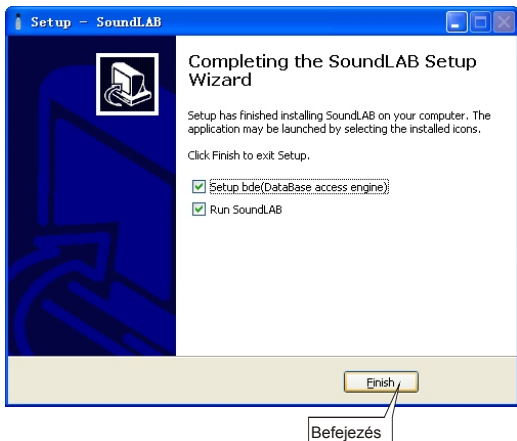 Setup - SoundLAB
Completing the SoundLAB Setup
Wizard
Setup has finished installing SoundLAB on your computer. The
application may be launched by selecting the installed icons.
Click Finish to exit Setup.
Setup bde(DataBase access engine)
Run SoundLAB
Finish
Befejezés